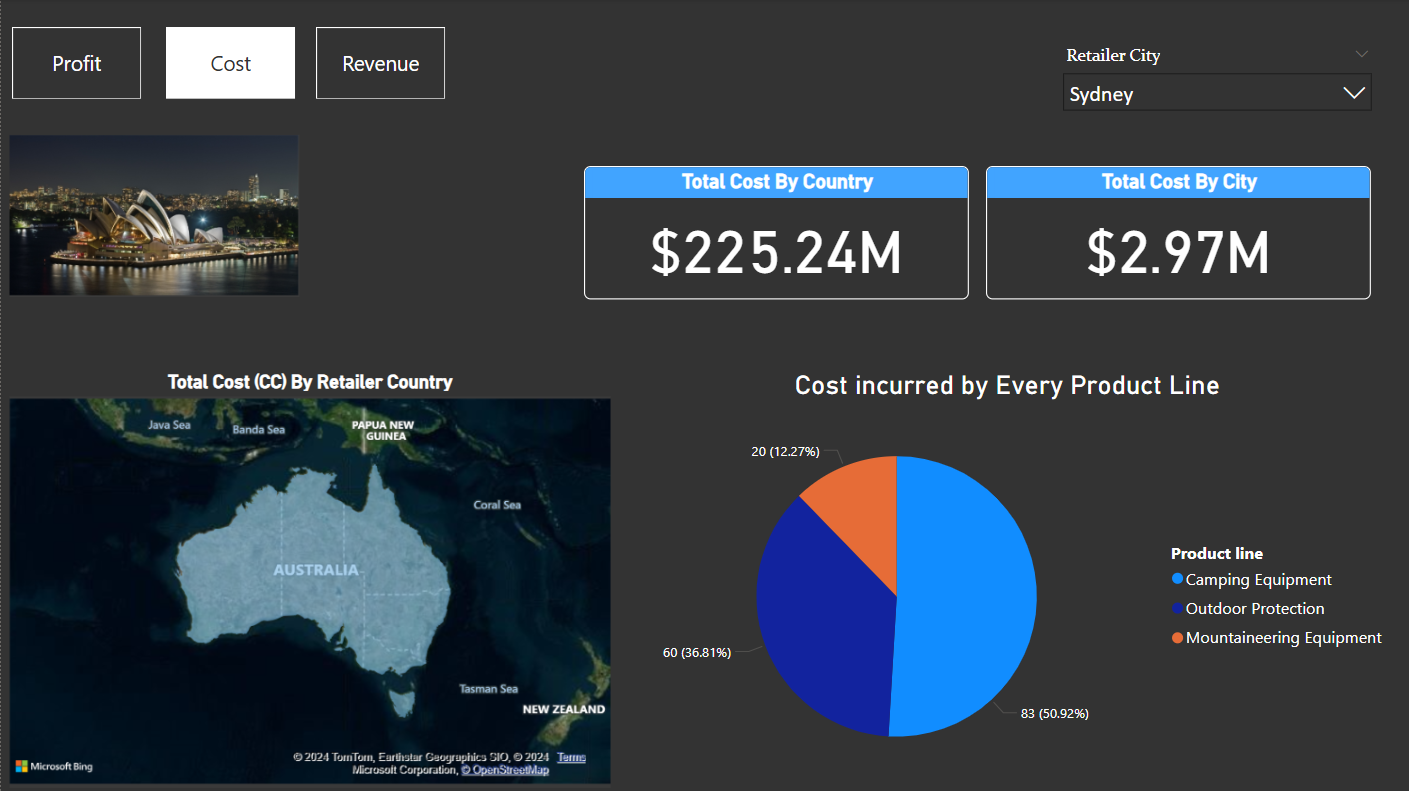 Profit
Cost
Revenue
Retailer City
Sydney
Total Cost By Country
$225.24M
Total Cost By City
$2.97M
Total Cost (CC) By Retailer Country
Java Sea
Banda Sea
PAPUA NEW
GUINEA
Coral Sea
AUSTRALIA
Tasman Sea
NEW ZEALAND
Microsoft Bing
© 2024 TomTom, Earthstar Geographics SIO, © 2024 Terms
Microsoft Corporation, © OpenStreetMap
Cost incurred by Every Product Line
20 (12.27%)
60 (36.81%)
83 (50.92%)
Product line
Camping Equipment
Outdoor Protection
Mountaineering Equipment